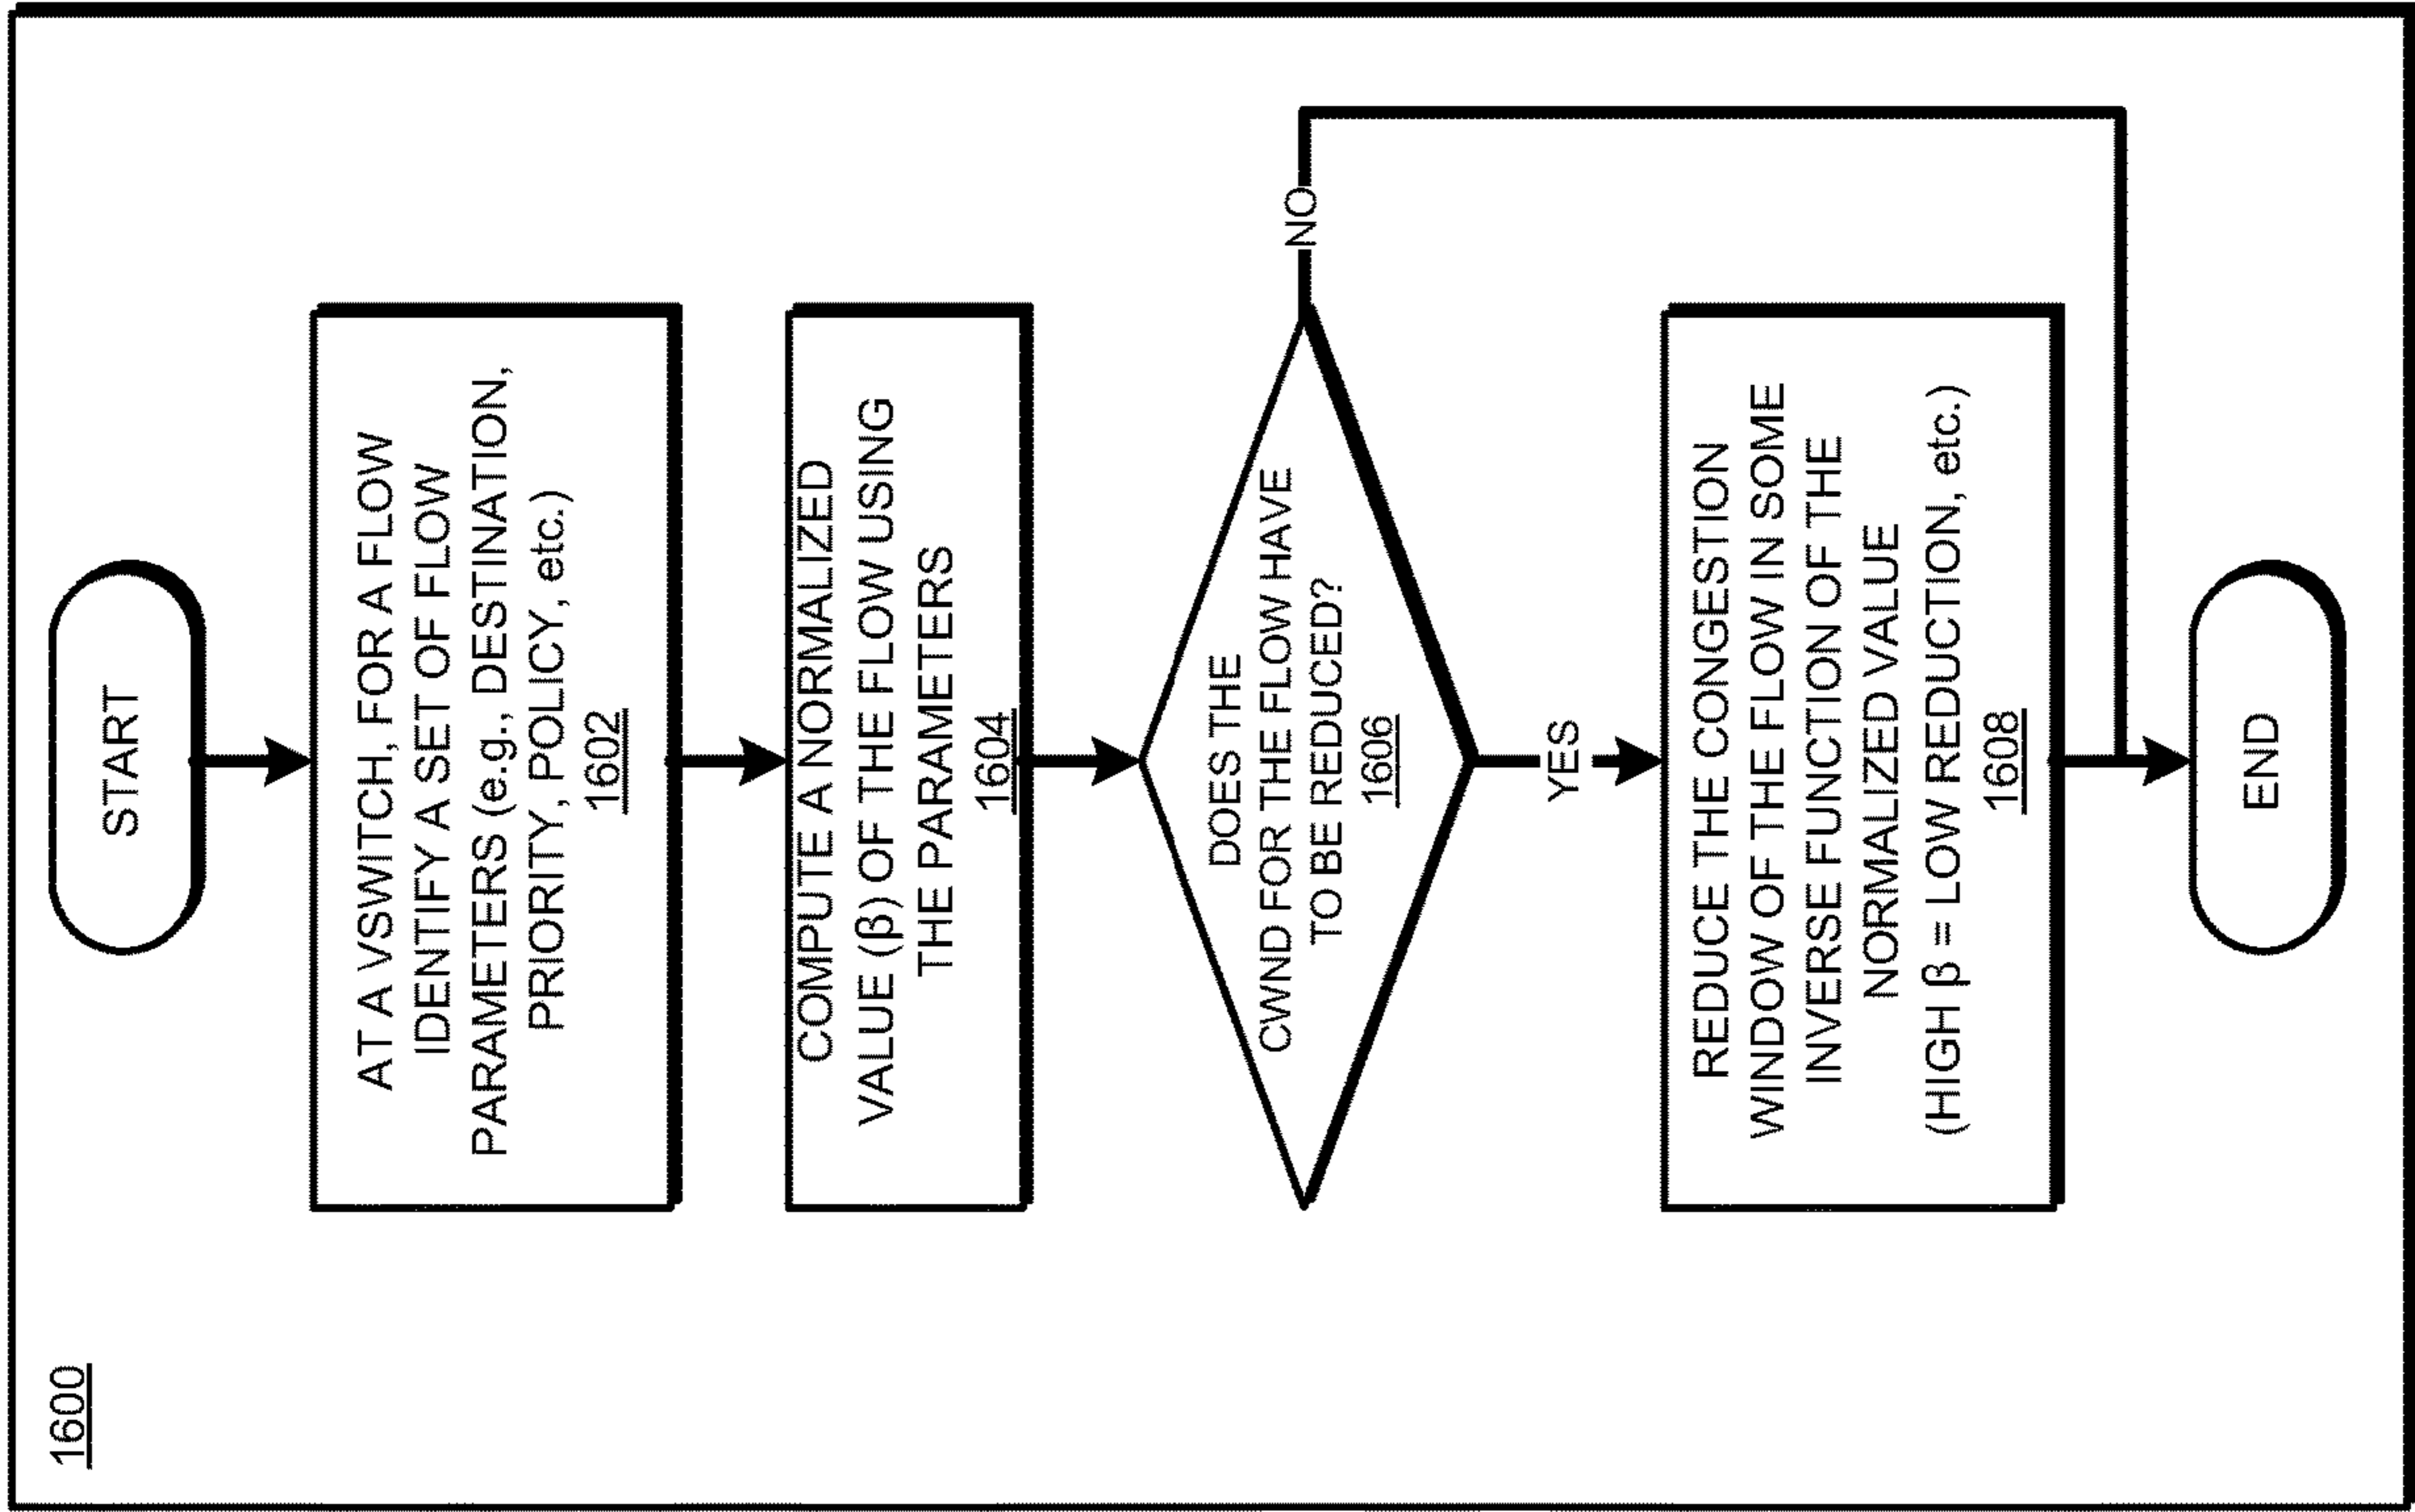 1600
START
AT A VSWITCH, FOR A FLOW
IDENTIFY A SET OF FLOW
PARAMETERS (e.g., DESTINATION,
PRIORITY, POLICY, etc.)
1602
COMPUTE A NORMALIZED
VALUE (β) OF THE FLOW USING
THE PARAMETERS
1604
DOES THE
CWND FOR THE FLOW HAVE
TO BE REDUCED?
1606
NO
YES
REDUCE THE CONGESTION
WINDOW OF THE FLOW IN SOME
INVERSE FUNCTION OF THE
NORMALIZED VALUE
(HIGH β = LOW REDUCTION, etc.)
1608
END